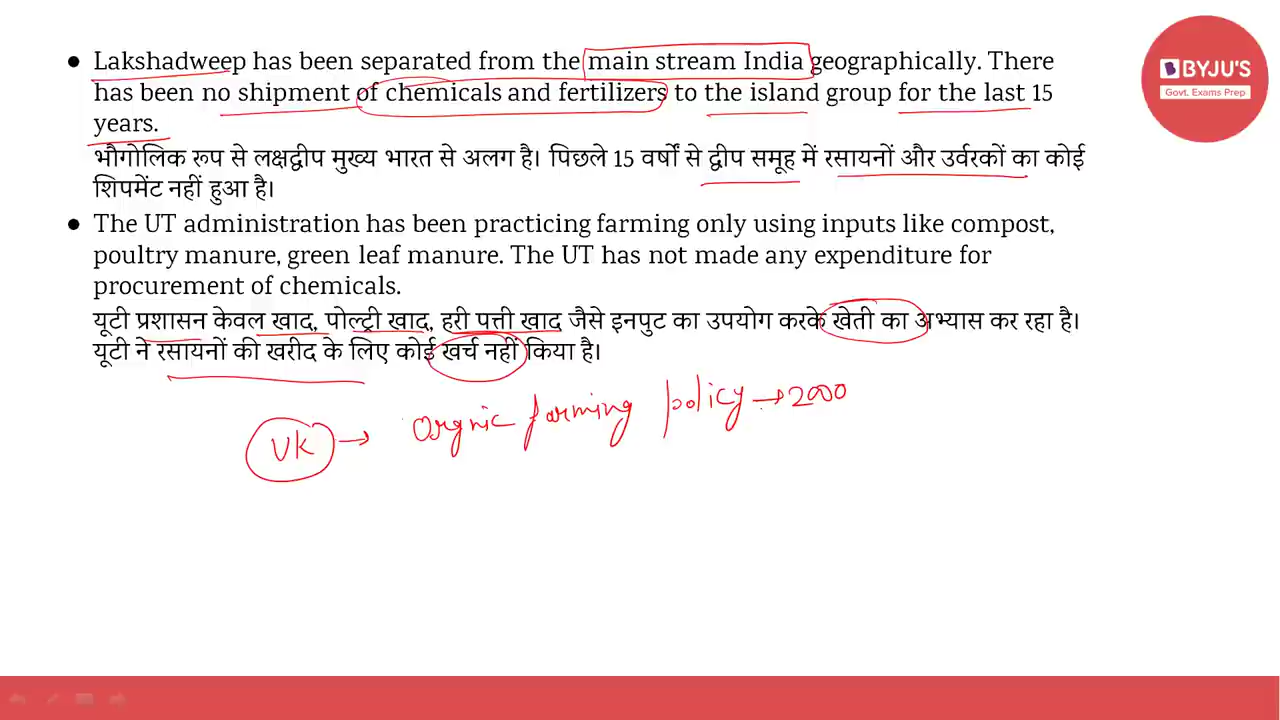 Lakshadweep has been separated from the main stream India geographically. There
has been no shipment of chemicals and fertilizers to the island group for the last 15
years.
भौगोलिक रूप से लक्षद्वीप मुख्य भारत से अलग है। पिछले 15 वर्षों से द्वीप समूह में रसायनों और उर्वरकों का कोई
शिपमेंट नहीं हुआ है।
The UT administration has been practicing farming only using inputs like compost,
poultry manure, green leaf manure. The UT has not made any expenditure for
procurement of chemicals.
यूटी प्रशासन केवल खाद, पोल्ट्री खाद, हरी पत्ती खाद जैसे इनपुट का उपयोग करके खेती का अभ्यास कर रहा है।
यूटी ने रसायनों की खरीद के लिए कोई खर्च नहीं किया है।
UK → Orgnic farming policy → 2000
BYJU'S
Govt. Exams Prep